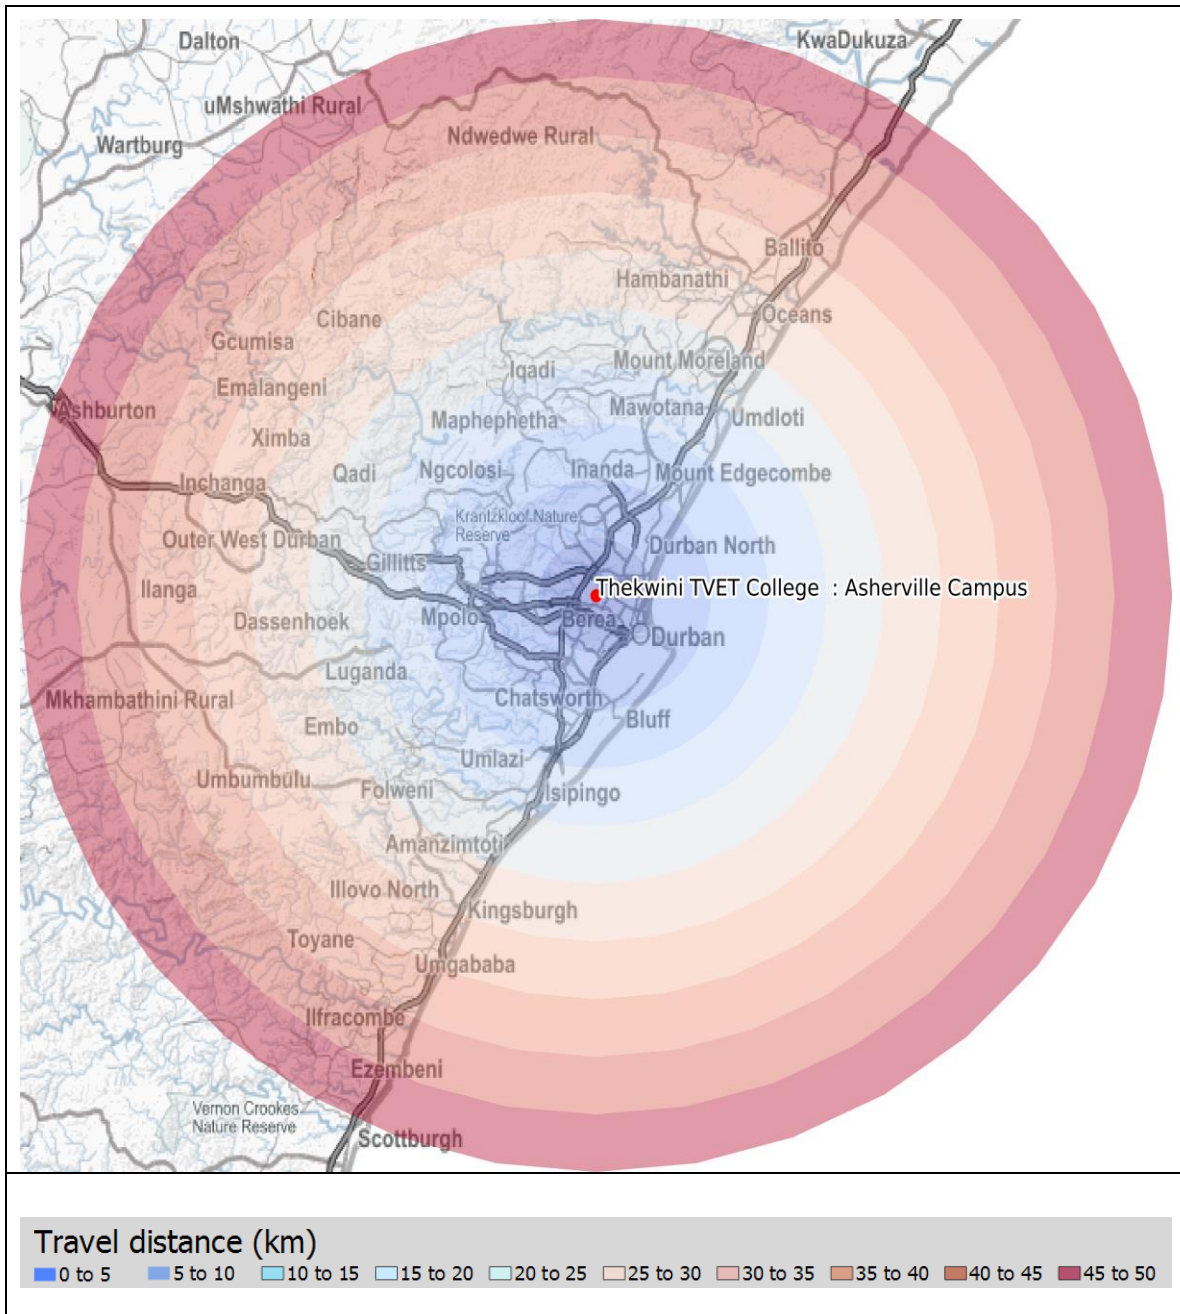 Dalton
KwaDukuza
uMshwathi Rural
Wartburg
Ndwedwe Rural
Ballito
Hambanathi
Oceans
Cibane
Gcumisa
Mount Moreland
Iqadi
Emalangeni
Ashburton
Mawotana
Umdloti
Maphephetha
Ximba
Ngcolosi
Inanda
Mount Edgecombe
Qadi
Inchanga
Krantzkloof Nature
Reserve
Outer West Durban
Durban North
Gillitts
Ilanga
Thekwini TVET College : Asherville Campus
Mpolo
Berea
Dassenhoek
Durban
Luganda
Mkhambathini Rural
Chatsworth
Embo
Bluff
Umlazi
Umbumbulu
Folweni
Isipingo
Amanzimtoti
Illovo North
Kingsburgh
Toyane
Umgababa
Ilfracombe
Ezembeni
Vernon Crookes
Nature Reserve
Scottburgh
Travel distance (km)
0 to 5 5 to 10 10 to 15 15 to 20 20 to 25 25 to 30 30 to 35 35 to 40 40 to 45 45 to 50